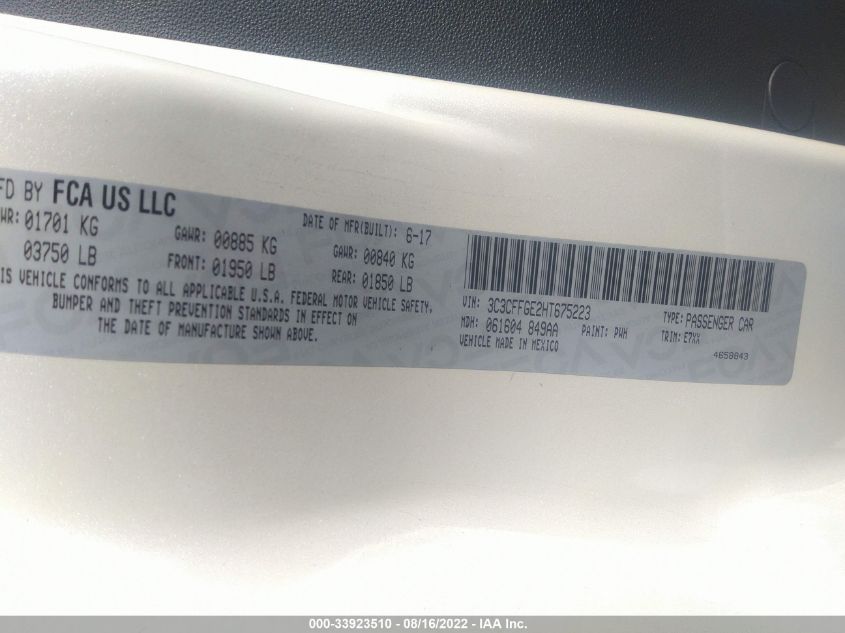 FD BY FCA US LLC
WR: 01701 KG
03750 LB
GAWR: 00885 KG
FRONT: 01950 LB
DATE OF MFR(BUILT): 6-17
GAWR: 00840 KG
REAR: 01850 LB
IS VEHICLE CONFORMS TO ALL APPLICABLE U.S.A. FEDERAL MOTOR VEHICLE SAFETY,
BUMPER AND THEFT PREVENTION STANDARDS IN EFFECT ON
THE DATE OF MANUFACTURE SHOWN ABOVE.
VIN: 3C3CFFGE2HT675223
TYPE: PASSENGER CAR
MDH: 061604 849AA
PAINT: PWH
TRIM: E7XX
VEHICLE MADE IN MEXICO
4658843
000-33923510 - 08/16/2022 - IAA Inc.